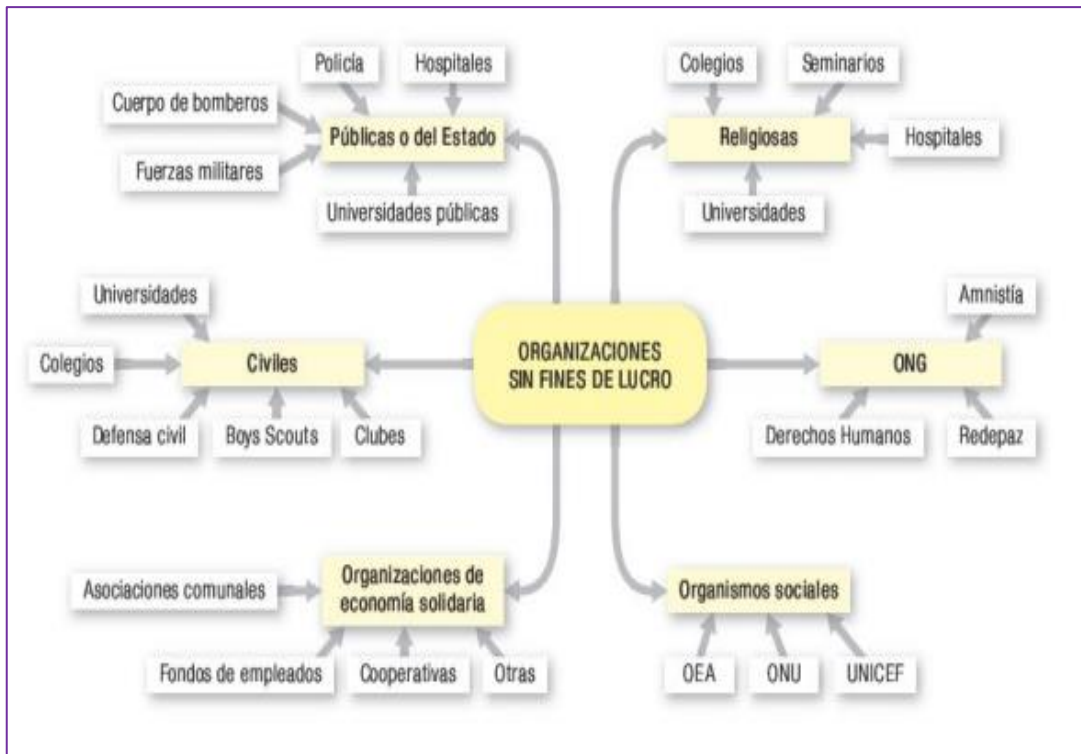 Policía
Hospitales
Cuerpo de bomberos
Públicas o del Estado
Fuerzas militares
Universidades públicas
Colegios
Seminarios
Religiosas
Hospitales
Universidades
Universidades
Colegios
Civiles
Defensa civil
Boys Scouts
Clubes
ORGANIZACIONES
SIN FINES DE LUCRO
Amnistía
ONG
Derechos Humanos
Redepaz
Asociaciones comunales
Organizaciones de
economía solidaria
Fondos de empleados
Cooperativas
Otras
Organismos sociales
OEA
ONU
UNICEF